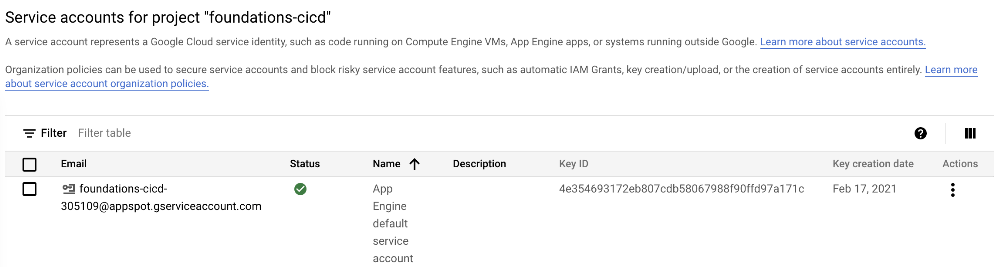 Service accounts for project "foundations-cicd"
A service account represents a Google Cloud service identity, such as code running on Compute Engine VMs, App Engine apps, or systems running outside Google. Learn more about service accounts.
Organization policies can be used to secure service accounts and block risky service account features, such as automatic IAM Grants, key creation/upload, or the creation of service accounts entirely. Learn more
about service account organization policies.
Filter Filter table
Email Status Name Description Key ID Key creation date Actions
foundations-cicd- App 4e354693172eb807cdb58067988f90ffd97a171c Feb 17, 2021
305109@appspot.gserviceaccount.com Engine
default
service
account